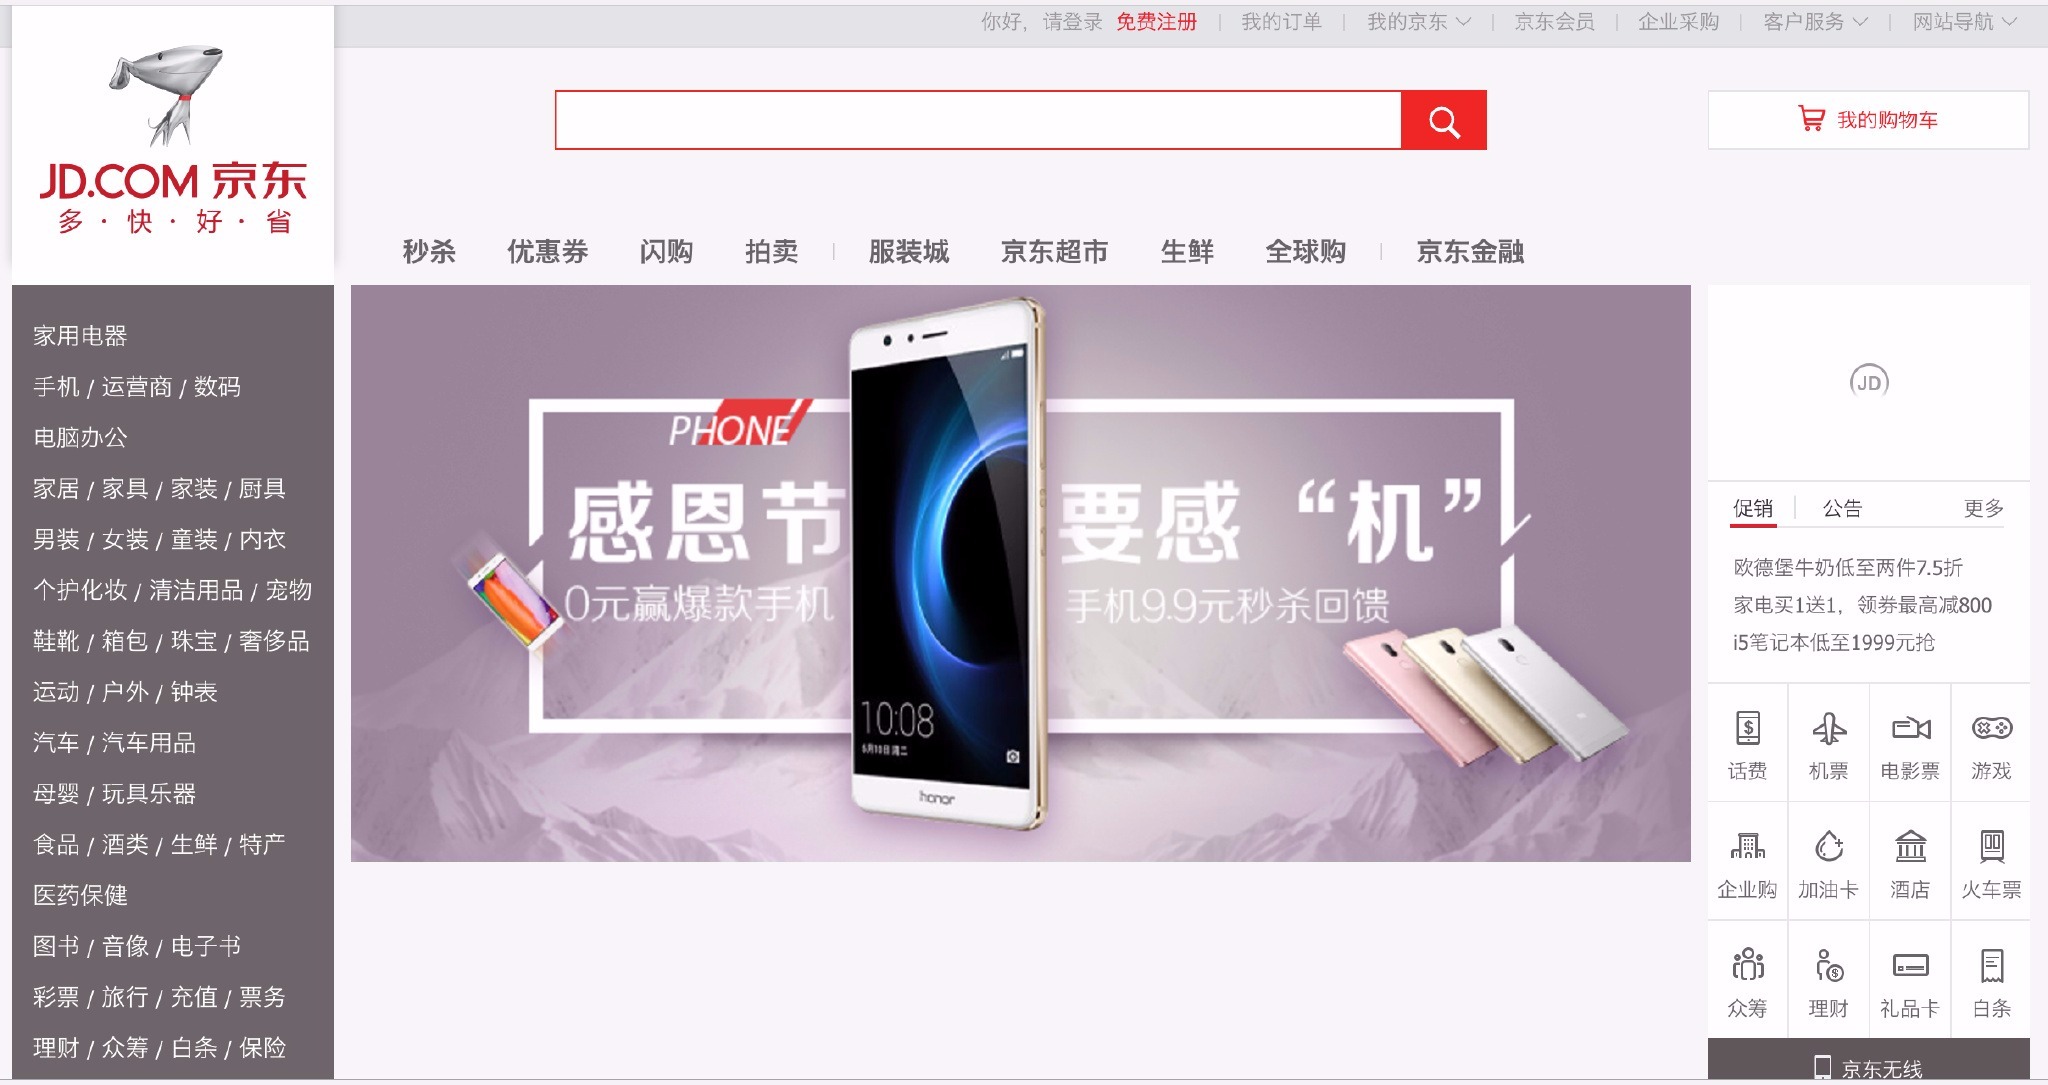 你好，请登录 免费注册 我的订单 我的京东 京东会员 企业采购 客户服务 网站导航
JD.COM 京东
多·快·好·省
我的购物车
秒杀 优惠券 闪购 拍卖 服装城 京东超市 生鲜 全球购 京东金融
家用电器
手机 / 运营商 / 数码
电脑办公
家居 / 家具 / 家装 / 厨具
男装 / 女装 / 童装 / 内衣
个护化妆 / 清洁用品 / 宠物
鞋靴 / 箱包 / 珠宝 / 奢侈品
运动 / 户外 / 钟表
汽车 / 汽车用品
母婴 / 玩具乐器
食品 / 酒类 / 生鲜 / 特产
医药保健
图书 / 音像 / 电子书
彩票 / 旅行 / 充值 / 票务
理财 / 众筹 / 白条 / 保险
PHONE
感恩节 要感“机”
0元赢爆款手机 手机9.9元秒杀回馈
10:08
honor
JD
促销 公告 更多
欧德堡牛奶低至两件7.5折
家电买1送1，领券最高减800
i5笔记本低至1999元抢
话费 机票 电影票 游戏
企业购 加油卡 酒店 火车票
众筹 理财 礼品卡 白条
京东无线